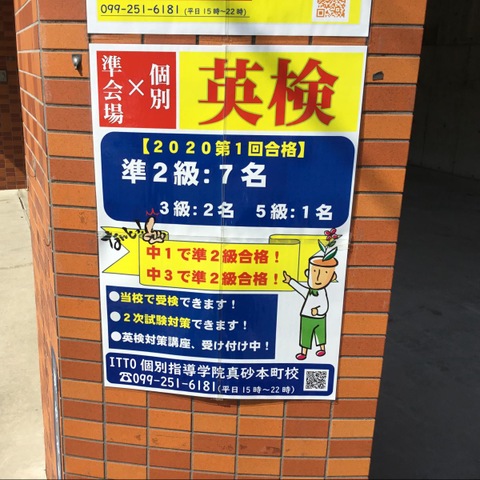 099-251-6181 (平日15時～22時)
準会場×個別
英検
【2020第1回合格】
準2級:7名
3級:2名 5級:1名
中1で準2級合格!
中3で準2級合格!
●当校で受検できます!
●2次試験対策できます!
●英検対策講座、受け付け中!
ITTO個別指導学院真砂本町校
☎099-251-6181(平日15時～22時)